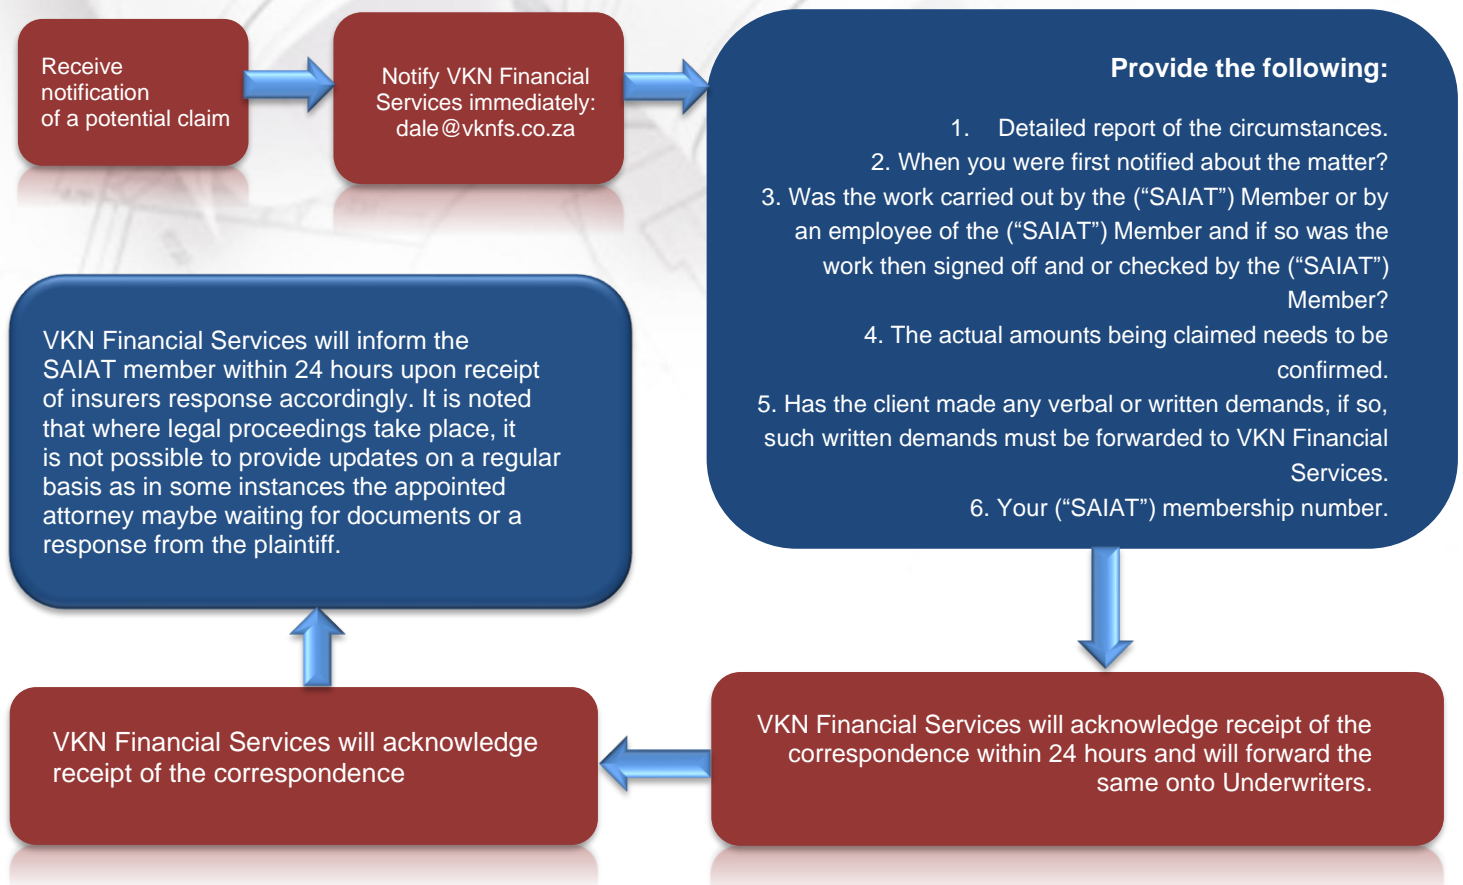 Receive
notification
of a potential claim
Notify VKN Financial
Services immediately:
dale@vknfs.co.za
Provide the following:
1. Detailed report of the circumstances.
2. When you were first notified about the matter?
3. Was the work carried out by the (“SAIAT”) Member or by
an employee of the (“SAIAT”) Member and if so was the
work then signed off and or checked by the (“SAIAT”)
Member?
4. The actual amounts being claimed needs to be
confirmed.
5. Has the client made any verbal or written demands, if so,
such written demands must be forwarded to VKN Financial
Services.
6. Your (“SAIAT”) membership number.
VKN Financial Services will acknowledge receipt of the
correspondence within 24 hours and will forward the
same onto Underwriters.
VKN Financial Services will acknowledge
receipt of the correspondence
VKN Financial Services will inform the
SAIAT member within 24 hours upon receipt
of insurers response accordingly. It is noted
that where legal proceedings take place, it
is not possible to provide updates on a regular
basis as in some instances the appointed
attorney maybe waiting for documents or a
response from the plaintiff.